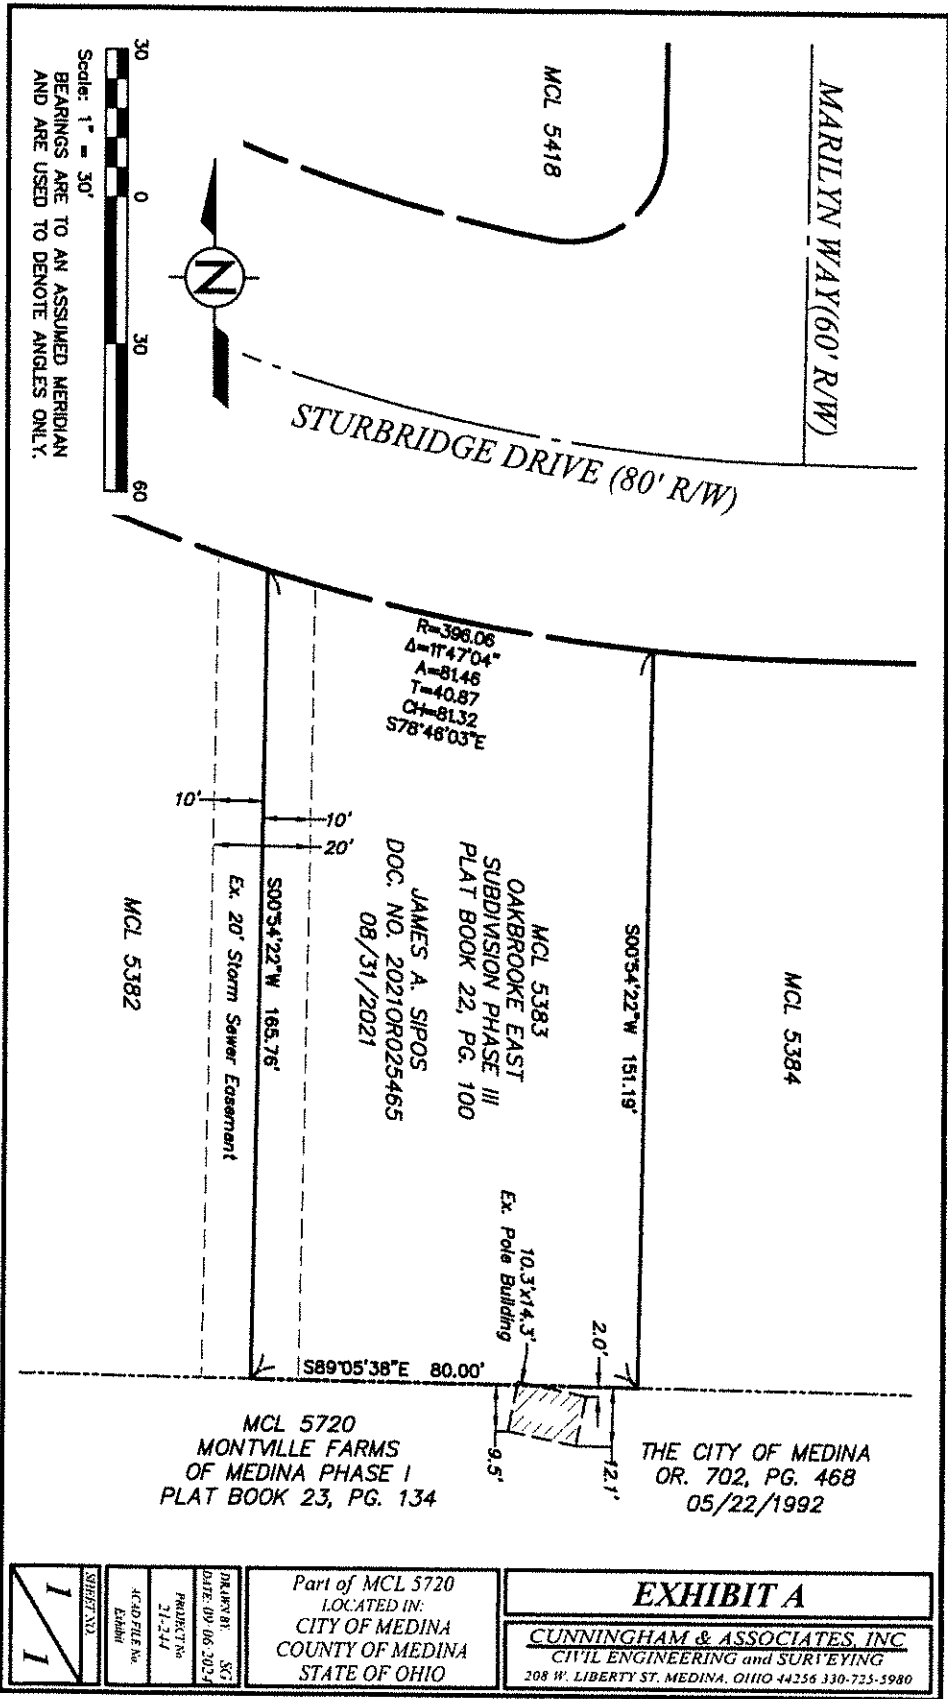 MARILYN WAY(60' R/W)
MCL 5418
STURBRIDGE DRIVE (80' R/W)
N
30 0 30 60
Scale: 1" = 30'
BEARINGS ARE TO AN ASSUMED MERIDIAN
AND ARE USED TO DENOTE ANGLES ONLY.
R=396.06
Δ=11°47'04"
A=81.46
T=40.87
CH=81.32
S78°46'03"E
10'
10'
20'
MCL 5384
S00°54'22"W 151.19'
MCL 5383
OAKBROOKE EAST
SUBDIVISION PHASE III
PLAT BOOK 22, PG. 100
JAMES A. SIPOS
DOC. NO. 2021OR025465
08/31/2021
S00°54'22"W 165.76'
Ex. 20' Storm Sewer Easement
MCL 5382
10.3'x14.3'
Ex. Pole Building
2.0'
S89°05'38"E 80.00'
9.5'
12.1'
MCL 5720
MONTVILLE FARMS
OF MEDINA PHASE I
PLAT BOOK 23, PG. 134
THE CITY OF MEDINA
OR. 702, PG. 468
05/22/1992
EXHIBIT A
CUNNINGHAM & ASSOCIATES, INC
CIVIL ENGINEERING and SURVEYING
208 W. LIBERTY ST. MEDINA, OHIO 44256 330-725-5980
Part of MCL 5720
LOCATED IN:
CITY OF MEDINA
COUNTY OF MEDINA
STATE OF OHIO
DRAWN BY: SCJ
DATE: 09-06-2021
PROJECT No.
21-244
ACAD FILE No.
Exhibit
SHEET NO.
1
1